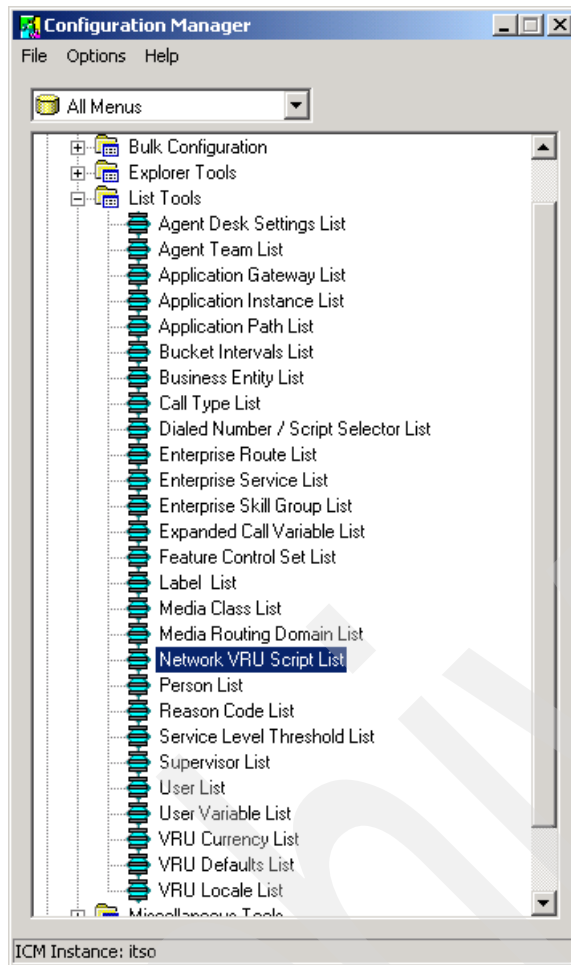 Configuration Manager
File Options Help
All Menus
Bulk Configuration
Explorer Tools
List Tools
Agent Desk Settings List
Agent Team List
Application Gateway List
Application Instance List
Application Path List
Bucket Intervals List
Business Entity List
Call Type List
Dialed Number / Script Selector List
Enterprise Route List
Enterprise Service List
Enterprise Skill Group List
Expanded Call Variable List
Feature Control Set List
Label List
Media Class List
Media Routing Domain List
Network VRU Script List
Person List
Reason Code List
Service Level Threshold List
Supervisor List
User List
User Variable List
VRU Currency List
VRU Defaults List
VRU Locale List
Miscellaneous Tools
ICM Instance: itso